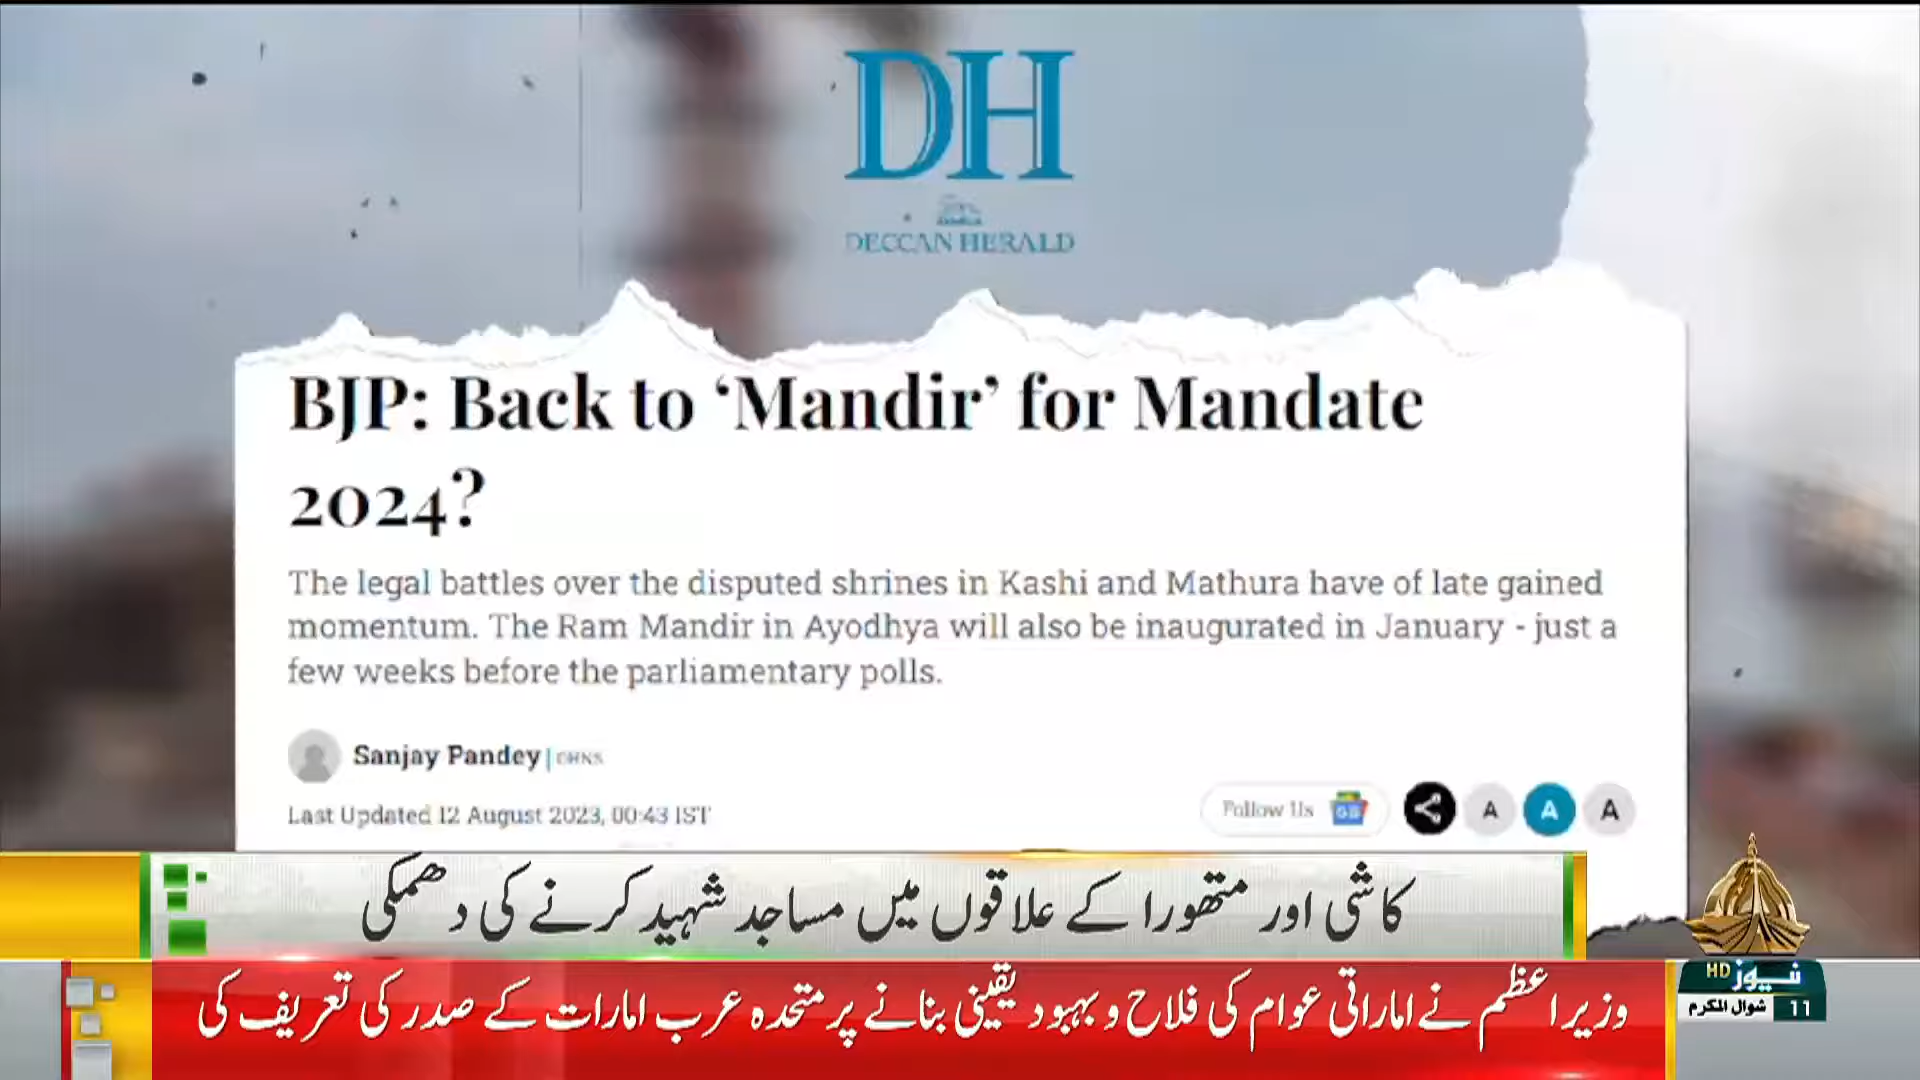 DH
DECCAN HERALD
BJP: Back to ‘Mandir’ for Mandate
2024?
The legal battles over the disputed shrines in Kashi and Mathura have of late gained
momentum. The Ram Mandir in Ayodhya will also be inaugurated in January - just a
few weeks before the parliamentary polls.
Sanjay Pandey | DHNS
Last Updated 12 August 2023, 00:43 IST
Follow Us
A A A
کاشی اور متھورا کے علاقوں میں مساجد شہید کرنے کی دھمکی
وزیراعظم نے اماراتی عوام کی فلاح و بہبود یقینی بنانے پر متحدہ عرب امارات کے صدر کی تعریف کی
نیوز HD
11 شوال المکرم